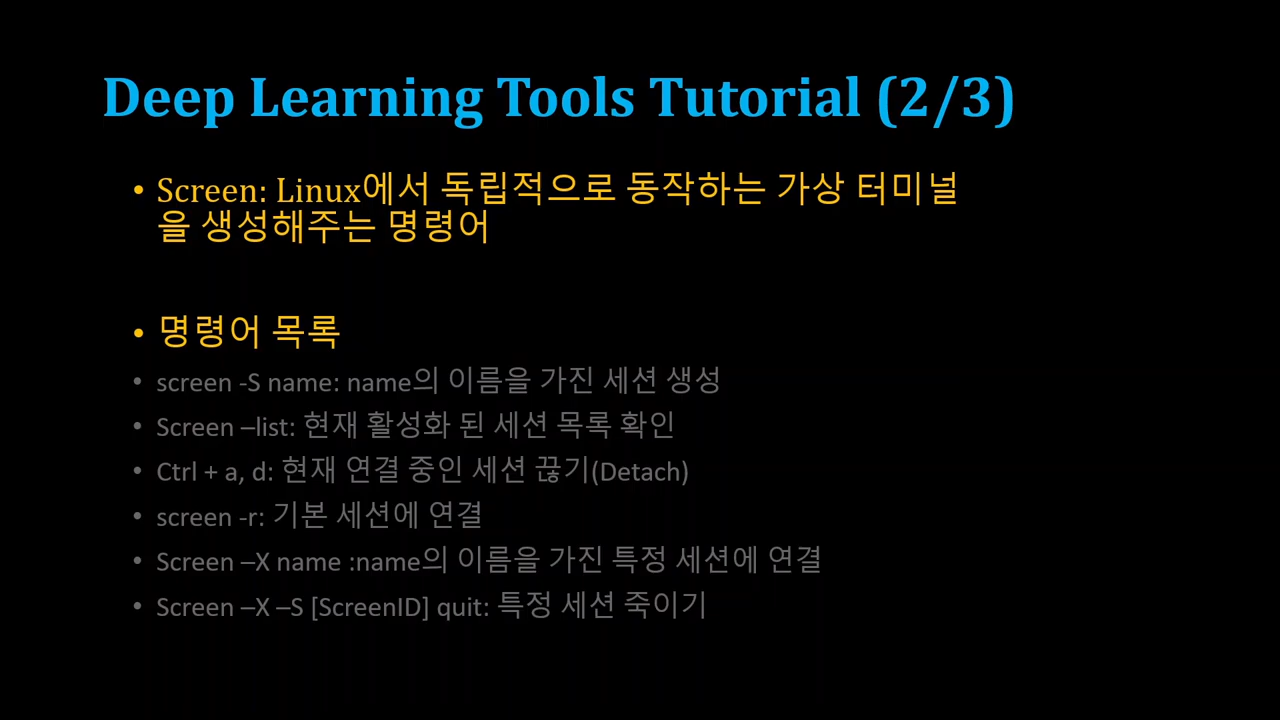 Deep Learning Tools Tutorial (2/3)
• Screen: Linux에서 독립적으로 동작하는 가상 터미널
을 생성해주는 명령어
• 명령어 목록
• screen -S name: name의 이름을 가진 세션 생성
• Screen –list: 현재 활성화 된 세션 목록 확인
• Ctrl + a, d: 현재 연결 중인 세션 끊기(Detach)
• screen -r: 기본 세션에 연결
• Screen –X name :name의 이름을 가진 특정 세션에 연결
• Screen –X –S [ScreenID] quit: 특정 세션 죽이기